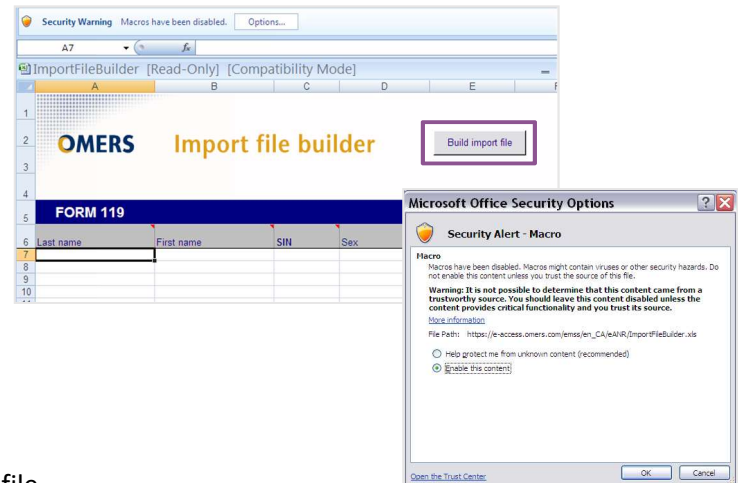 Security Warning Macros have been disabled. Options...
A7 fx
ImportFileBuilder [Read-Only] [Compatibility Mode]
A B C D E F
1
2 OMERS Import file builder Build import file
3
4
5 FORM 119
6 Last name First name SIN Sex
7
8
9
10
Microsoft Office Security Options
Security Alert - Macro
Macro
Macros have been disabled. Macros might contain viruses or other security hazards. Do
not enable this content unless you trust the source of this file.
Warning: It is not possible to determine that this content came from a
trustworthy source. You should leave this content disabled unless the
content provides critical functionality and you trust its source.
More information
File Path: https://e-access.omers.com/emss/en_CA/eANR/ImportFileBuilder.xls
Help protect me from unknown content (recommended)
Enable this content
Open the Trust Center OK Cancel
file